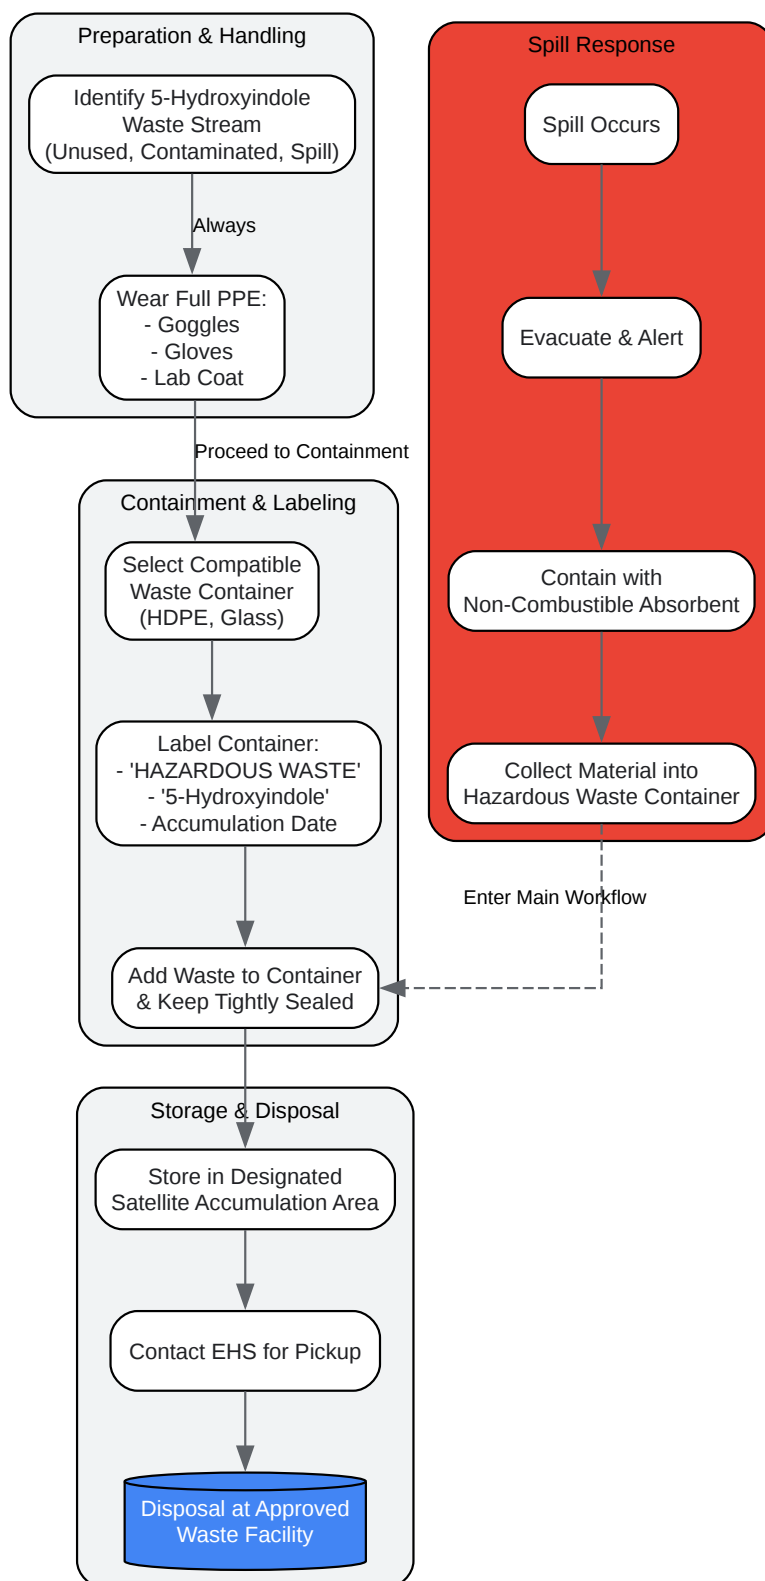 Preparation & Handling
Identify 5-Hydroxyindole
Waste Stream
(Unused, Contaminated, Spill)
Always
Wear Full PPE:
- Goggles
- Gloves
- Lab Coat
Proceed to Containment
Containment & Labeling
Select Compatible
Waste Container
(HDPE, Glass)
Label Container:
- 'HAZARDOUS WASTE'
- '5-Hydroxyindole'
- Accumulation Date
Add Waste to Container
& Keep Tightly Sealed
Storage & Disposal
Store in Designated
Satellite Accumulation Area
Contact EHS for Pickup
Disposal at Approved
Waste Facility
Spill Response
Spill Occurs
Evacuate & Alert
Contain with
Non-Combustible Absorbent
Collect Material into
Hazardous Waste Container
Enter Main Workflow